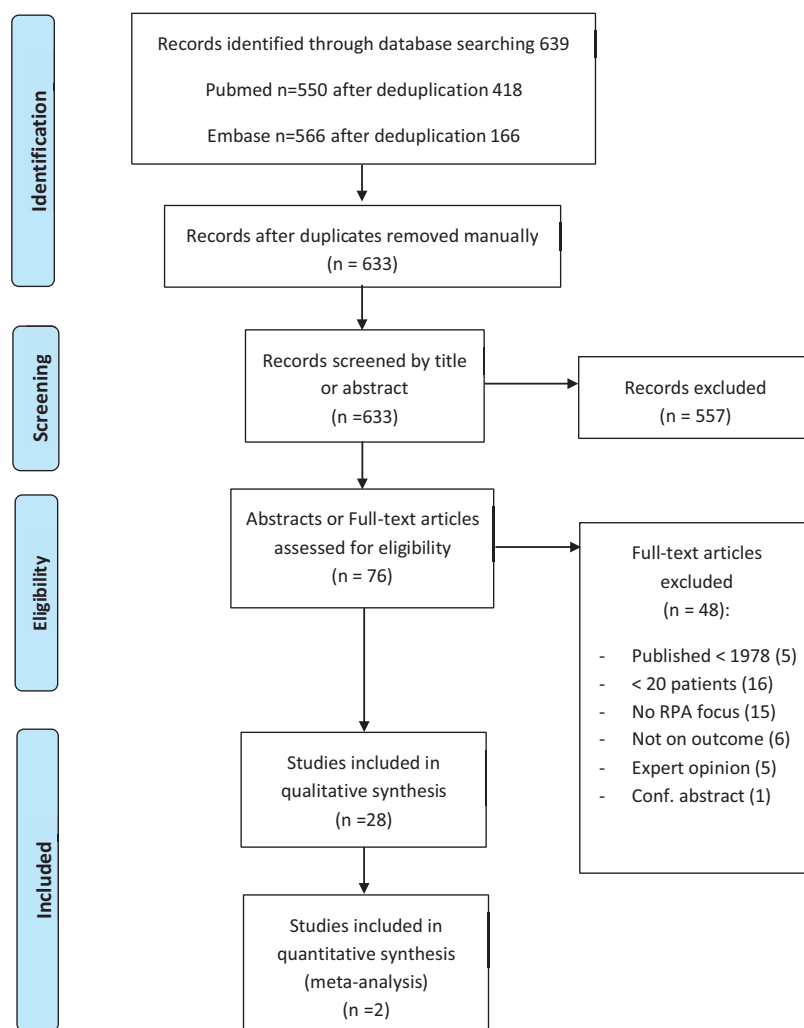 Identification
Records identified through database searching 639
Pubmed n=550 after deduplication 418
Embase n=566 after deduplication 166
Records after duplicates removed manually
(n = 633)
Screening
Records screened by title
or abstract
(n =633)
Records excluded
(n = 557)
Eligibility
Abstracts or Full-text articles
assessed for eligibility
(n = 76)
Full-text articles
excluded
(n = 48):
- Published < 1978 (5)
- < 20 patients (16)
- No RPA focus (15)
- Not on outcome (6)
- Expert opinion (5)
- Conf. abstract (1)
Included
Studies included in
qualitative synthesis
(n =28)
Studies included in
quantitative synthesis
(meta-analysis)
(n =2)